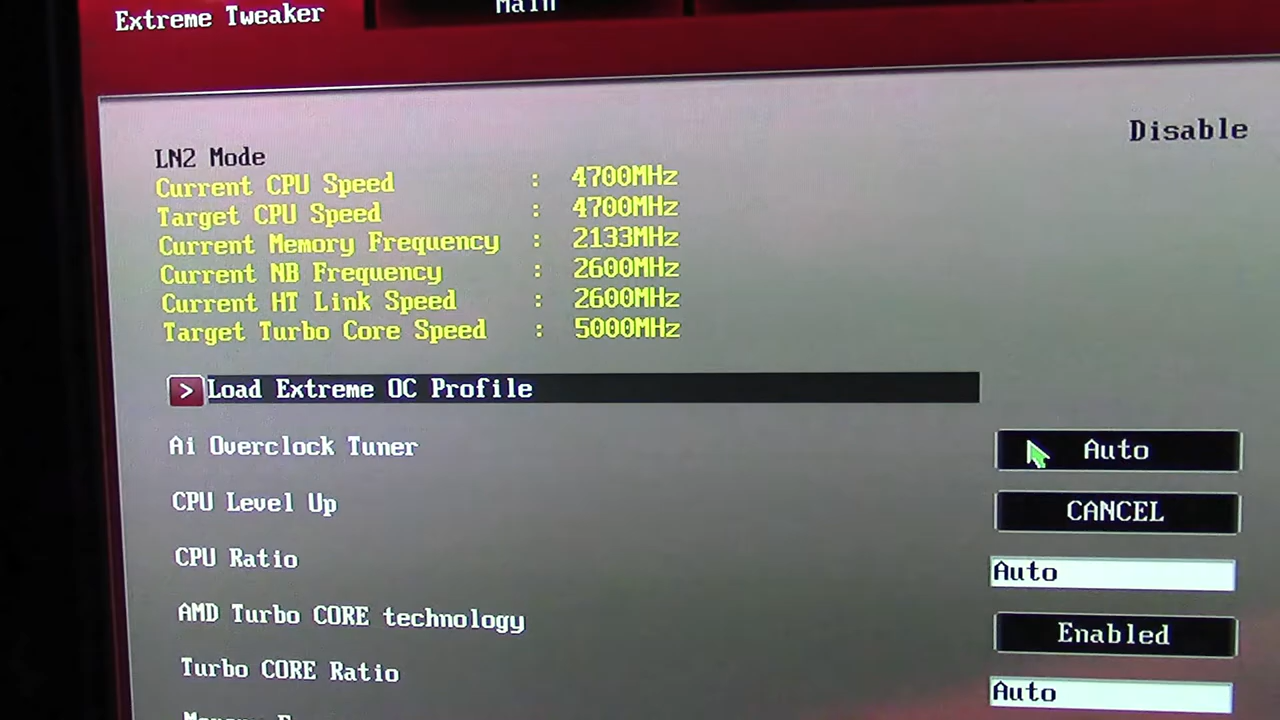 Extreme Tweaker Main
LN2 Mode Disable
Current CPU Speed : 4700MHz
Target CPU Speed : 4700MHz
Current Memory Frequency : 2133MHz
Current NB Frequency : 2600MHz
Current HT Link Speed : 2600MHz
Target Turbo Core Speed : 5000MHz
> Load Extreme OC Profile
Ai Overclock Tuner Auto
CPU Level Up CANCEL
CPU Ratio Auto
AMD Turbo CORE technology Enabled
Turbo CORE Ratio Auto